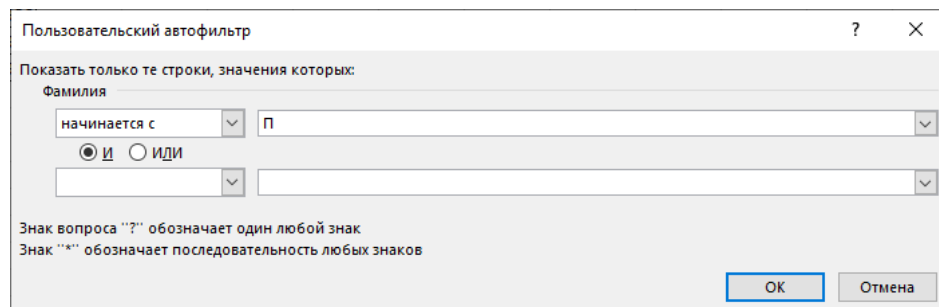 Пользовательский автофильтр ? ×
Показать только те строки, значения которых:
Фамилия
начинается с П
И ИЛИ
Знак вопроса "?" обозначает один любой знак
Знак "*" обозначает последовательность любых знаков
ОК Отмена